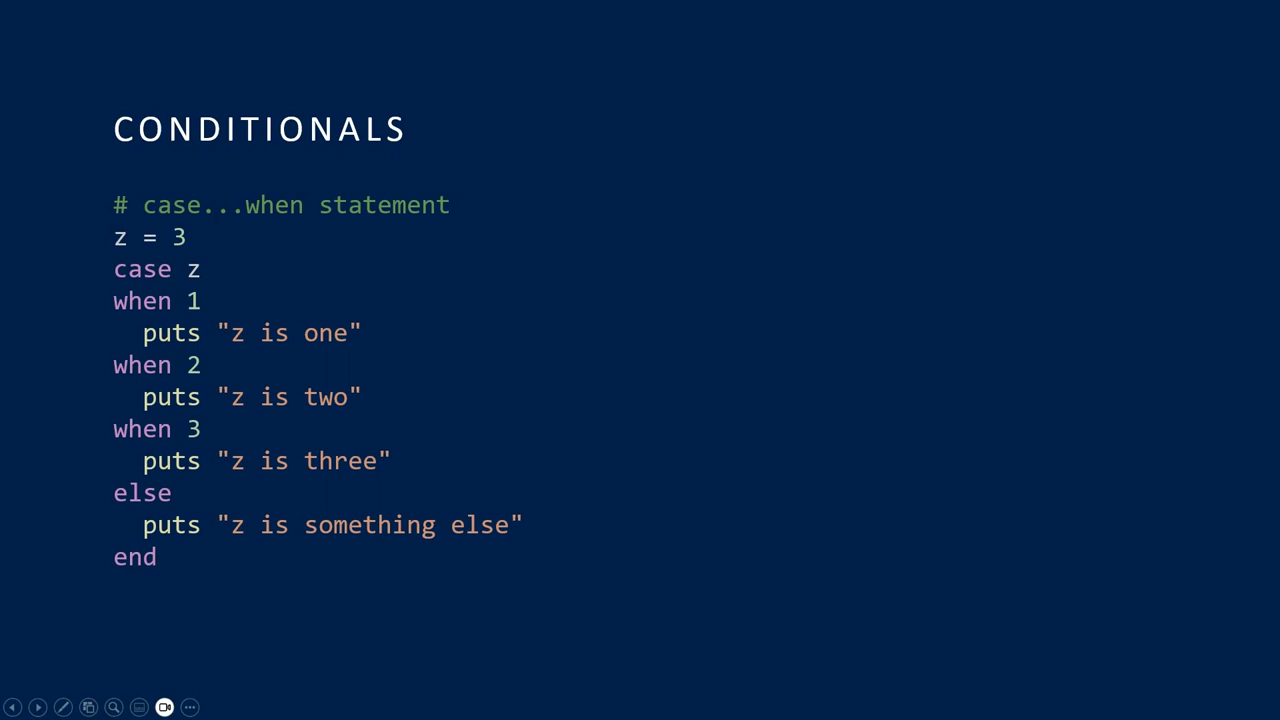 CONDITIONALS
# case...when statement
z = 3
case z
when 1
  puts "z is one"
when 2
  puts "z is two"
when 3
  puts "z is three"
else
  puts "z is something else"
end